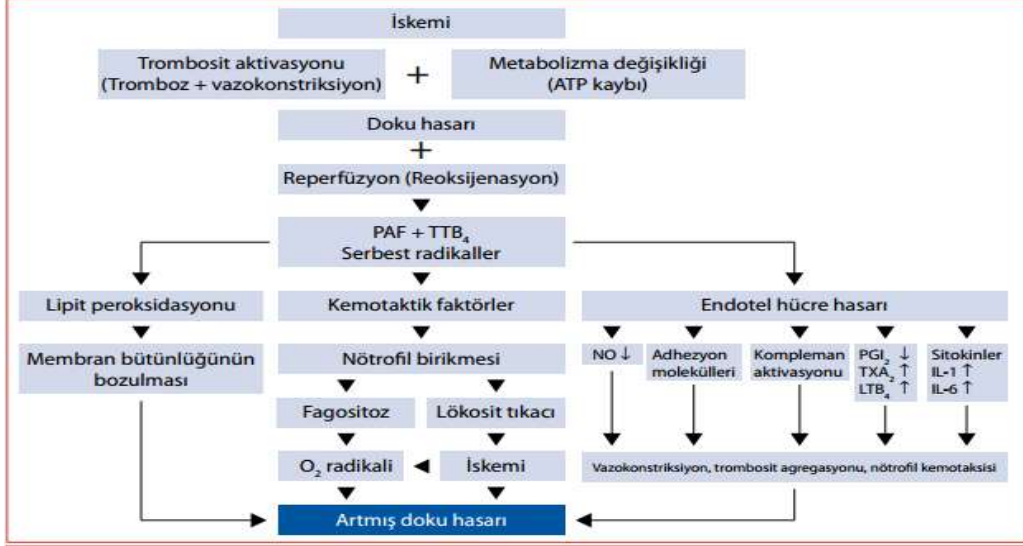 İskemi
Trombosit aktivasyonu
(Tromboz + vazokonstriksiyon)
+
Metabolizma değişikliği
(ATP kaybı)
Doku hasarı
+
Reperfüzyon (Reoksijenasyon)
PAF + TTB4
Serbest radikaller
Lipit peroksidasyonu
Kemotaktik faktörler
Endotel hücre hasarı
Membran bütünlüğünün
bozulması
Nötrofil birikmesi
NO ↓
Adhezyon
molekülleri
Kompleman
aktivasyonu
PGI2 ↓
TXA2 ↑
LTB4 ↑
Sitokinler
IL-1 ↑
IL-6 ↑
Fagositoz
Lökosit tıkacı
O2 radikali
İskemi
Vazokonstriksiyon, trombosit agregasyonu, nötrofil kemotaksisi
Artmış doku hasarı